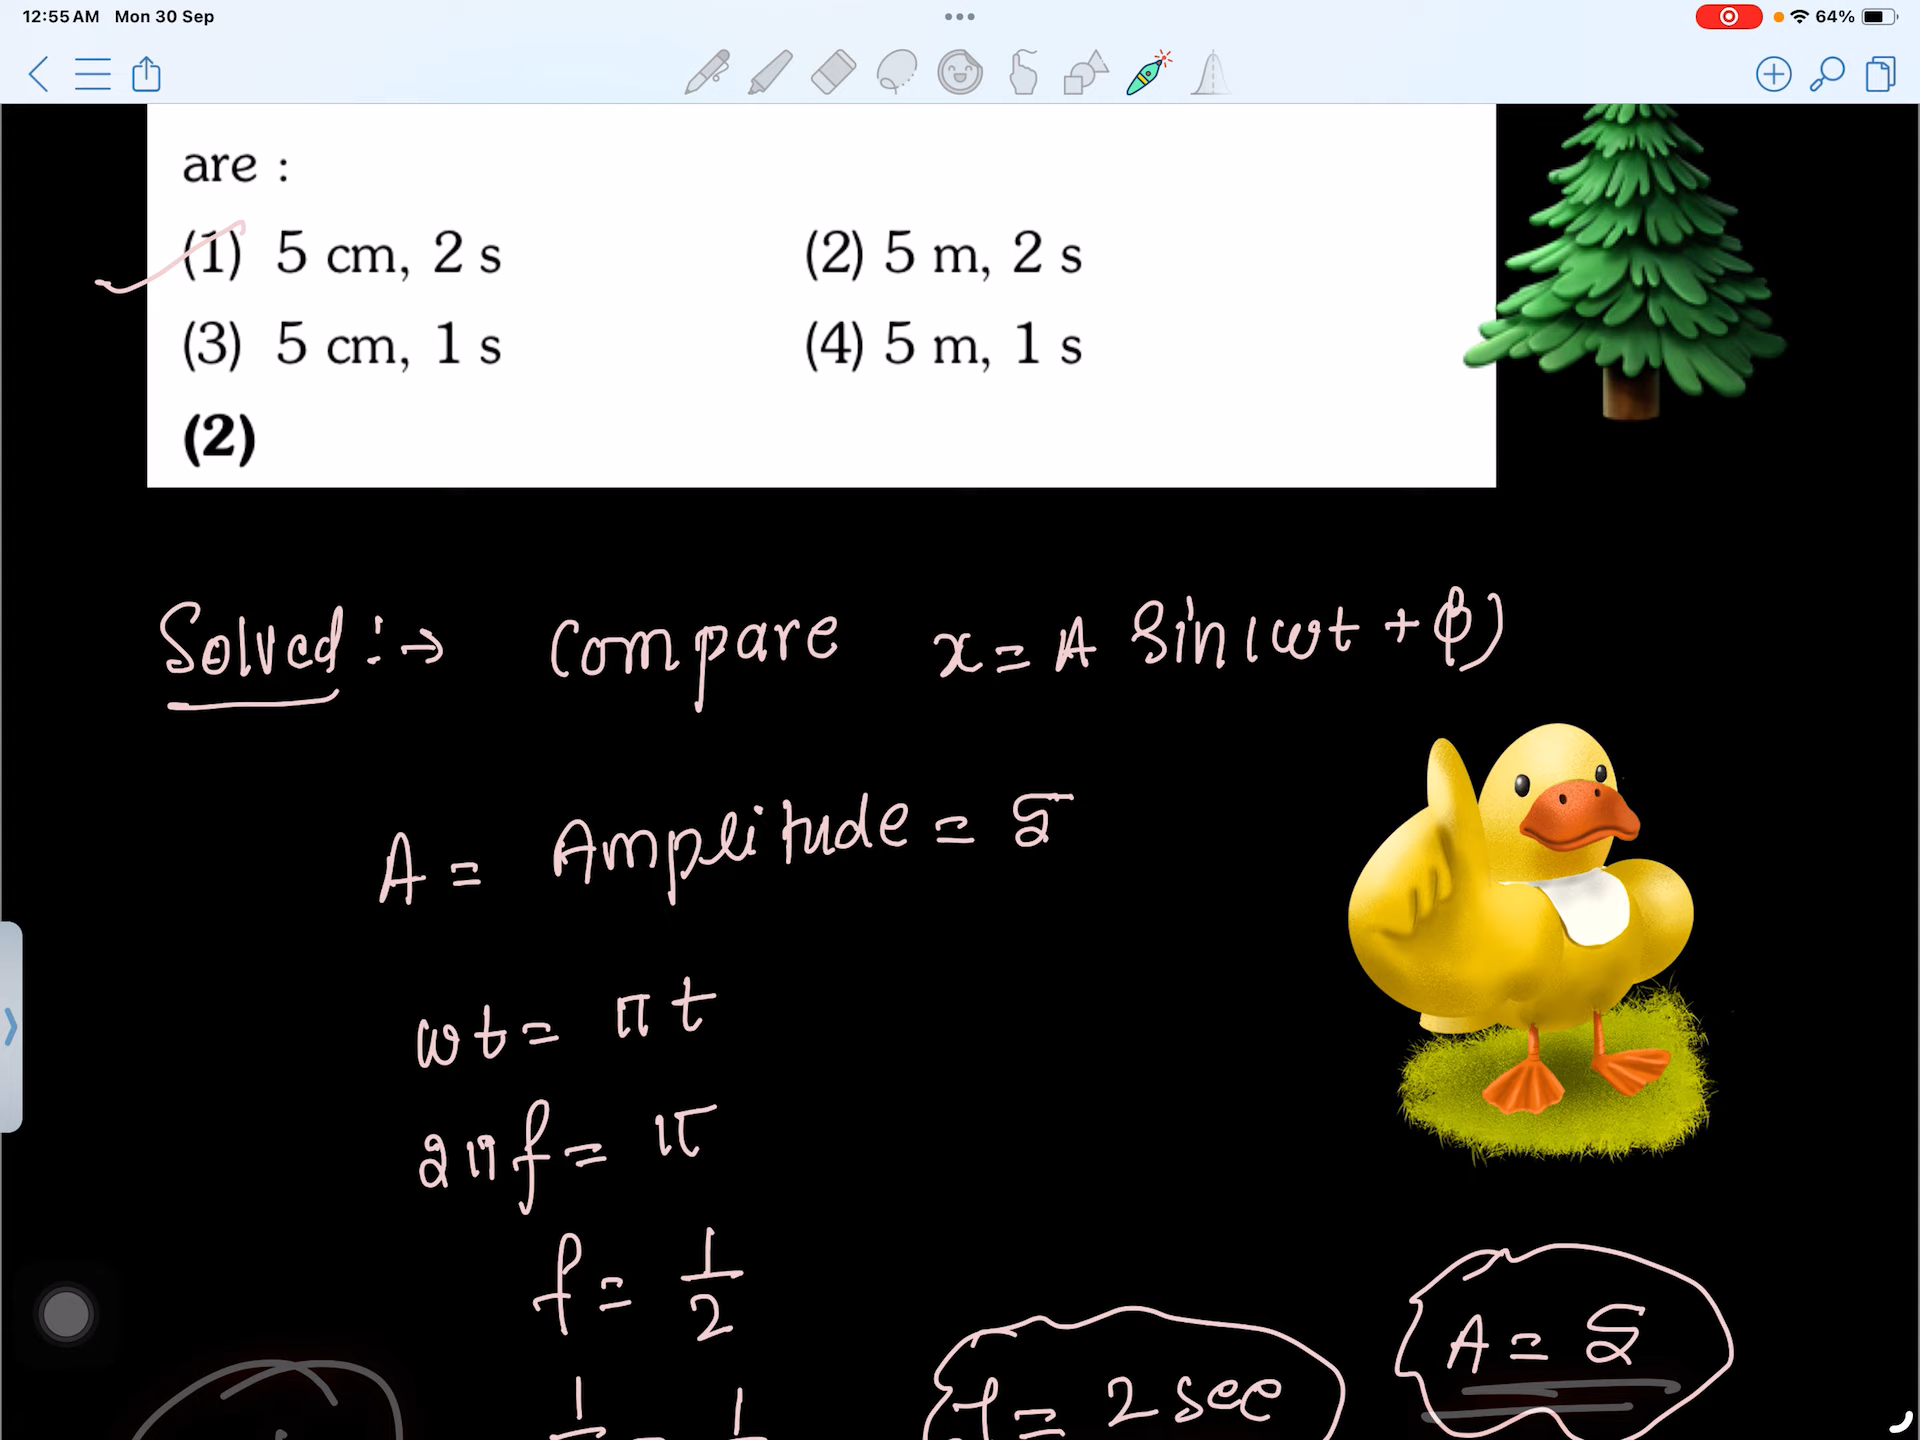 12:55 AM Mon 30 Sep 64%
are :
(1) 5 cm, 2 s (2) 5 m, 2 s
(3) 5 cm, 1 s (4) 5 m, 1 s
(2)
Solved :→ Compare x = A Sin(ωt + φ)
A = Amplitude = 5
ωt = πt
2πf = π
f = 1/2
A = 5
= 2 sec